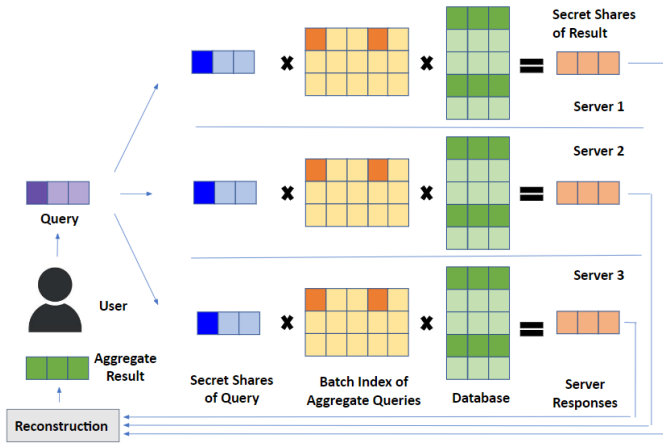 Secret Shares
of Result
Server 1
Server 2
Query
Server 3
User
Aggregate
Result
Secret Shares
of Query
Batch Index of
Aggregate Queries
Database
Server
Responses
Reconstruction